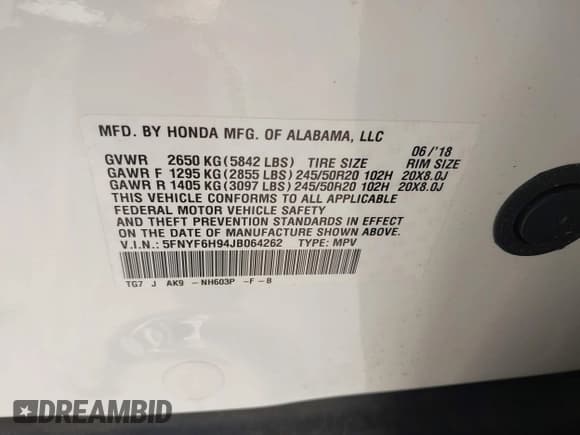 MFD. BY HONDA MFG. OF ALABAMA, LLC
06/'18
GVWR 2650 KG(5842 LBS) TIRE SIZE RIM SIZE
GAWR F 1295 KG(2855 LBS)245/50R20 102H 20X8.0J
GAWR R 1405 KG(3097 LBS)245/50R20 102H 20X8.0J
THIS VEHICLE CONFORMS TO ALL APPLICABLE
FEDERAL MOTOR VEHICLE SAFETY
AND THEFT PREVENTION STANDARDS IN EFFECT
ON THE DATE OF MANUFACTURE SHOWN ABOVE.
V.I.N.: 5FNYF6H94JB064262 TYPE: MPV
TG7 J AK9 -NH603P -F-B
DREAMBID